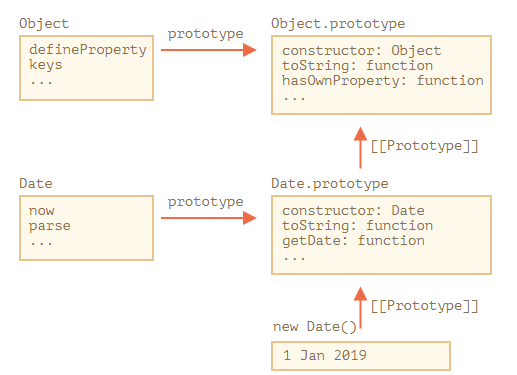 Object
prototype
Object.prototype
defineProperty
keys
...
constructor: Object
toString: function
hasOwnProperty: function
...
[[Prototype]]
Date
prototype
Date.prototype
now
parse
...
constructor: Date
toString: function
getDate: function
...
[[Prototype]]
new Date()
1 Jan 2019